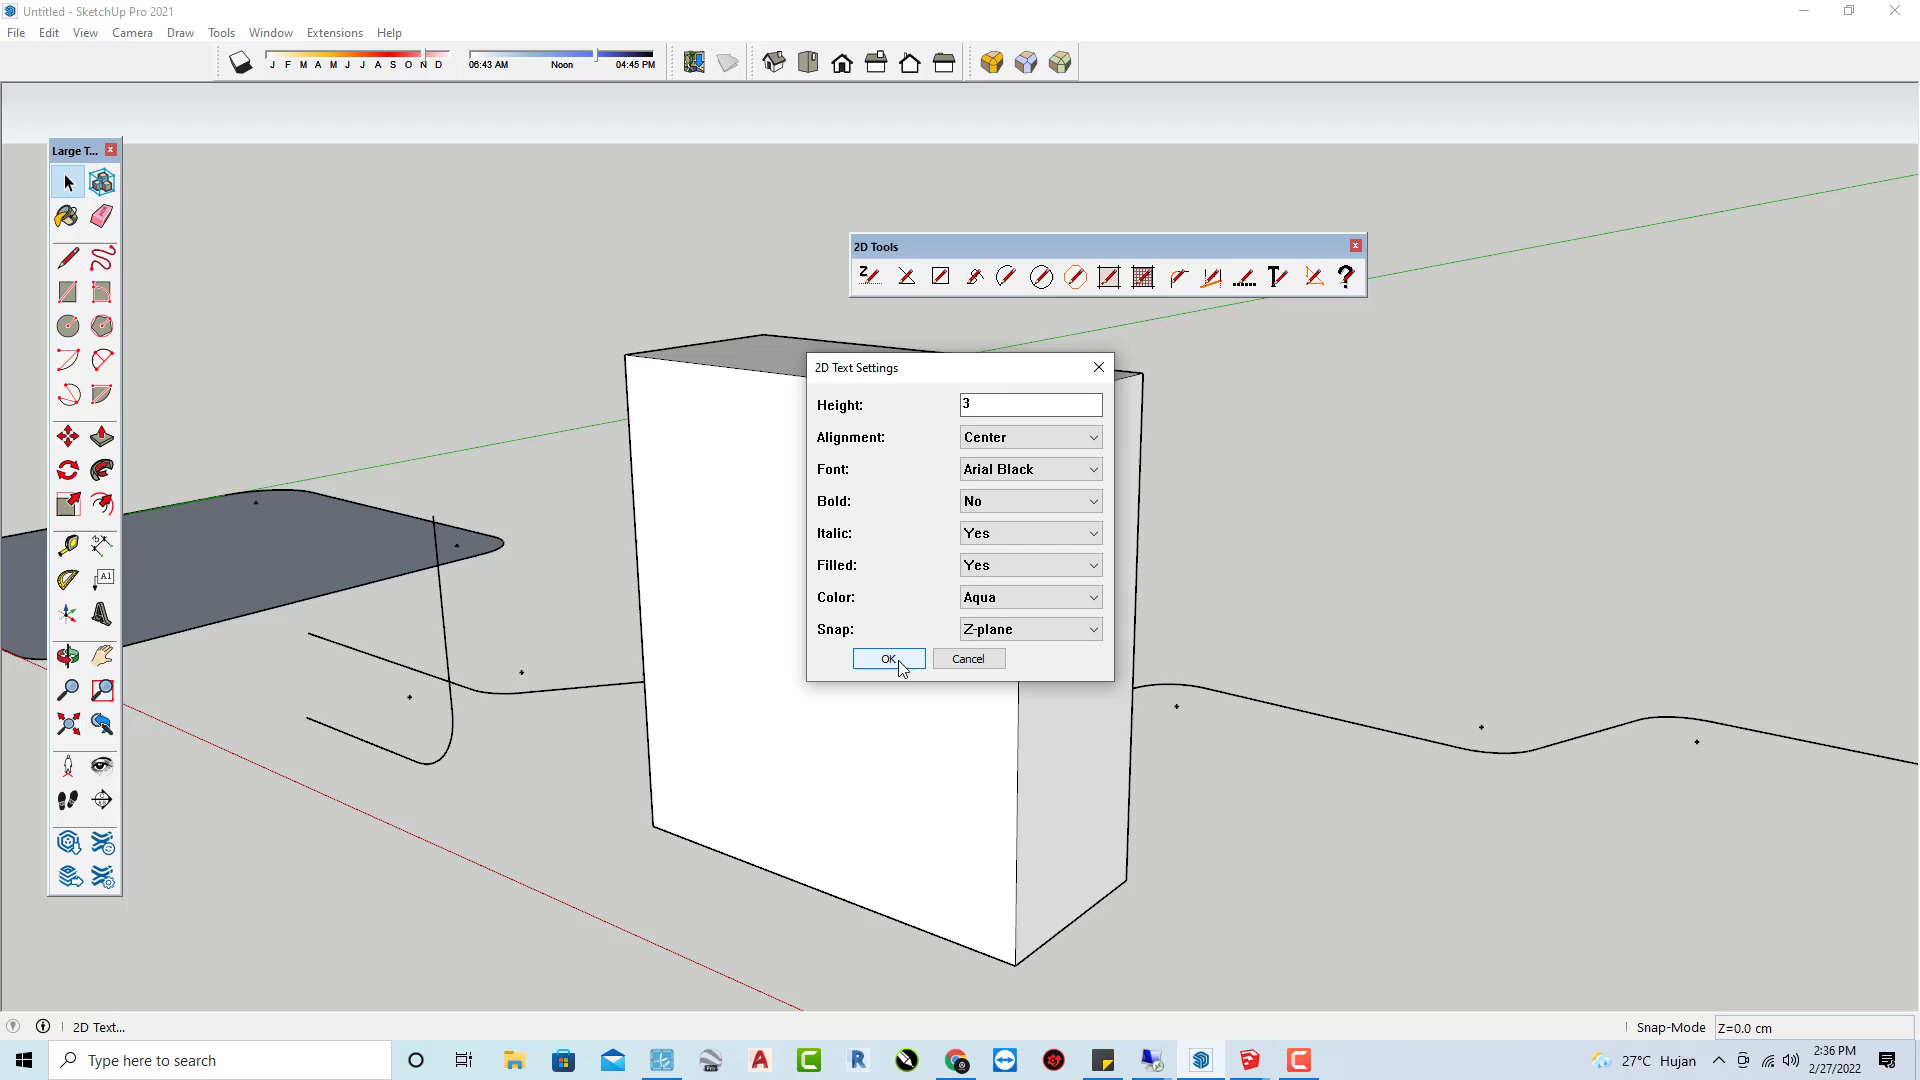 Untitled - SketchUp Pro 2021
File Edit View Camera Draw Tools Window Extensions Help
J F M A M J J A S O N D
06:43 AM Noon 04:45 PM
Large T...
2D Tools
2D Text Settings
Height: 3
Alignment: Center
Font: Arial Black
Bold: No
Italic: Yes
Filled: Yes
Color: Aqua
Snap: Z-plane
OK Cancel
2D Text...
Snap-Mode Z=0.0 cm
Type here to search
27°C Hujan
2:36 PM
2/27/2022